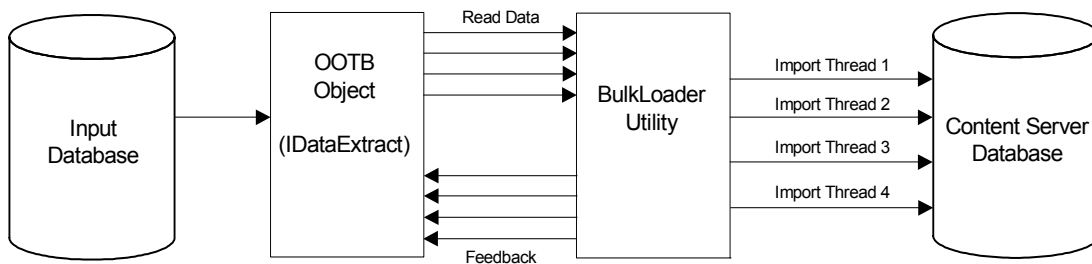 Input
Database
OOTB
Object
(IDataExtract)
Read Data
Feedback
BulkLoader
Utility
Import Thread 1
Import Thread 2
Import Thread 3
Import Thread 4
Content Server
Database